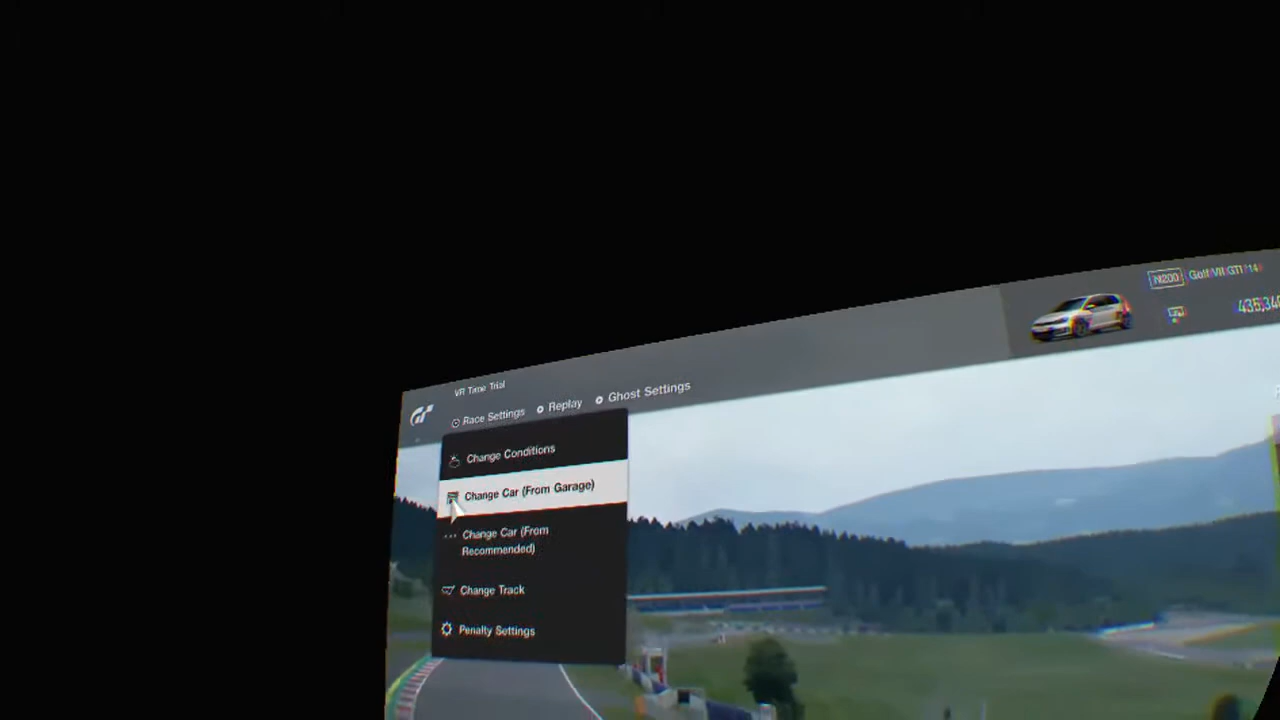 VR Time Trial
Race Settings Replay Ghost Settings
Change Conditions
Change Car (From Garage)
Change Car (From
Recommended)
Change Track
Penalty Settings
N200 Golf VII GTI '14